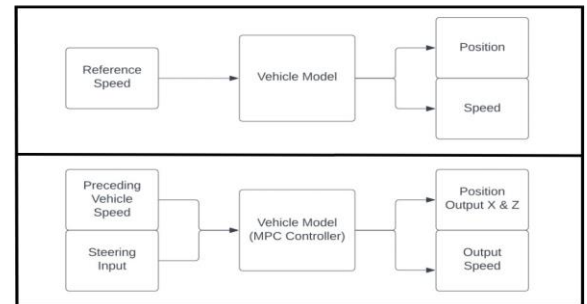 Reference
Speed
Vehicle Model
Position
Speed
Preceding
Vehicle
Speed
Steering
Input
Vehicle Model
(MPC Controller)
Position
Output X & Z
Output
Speed